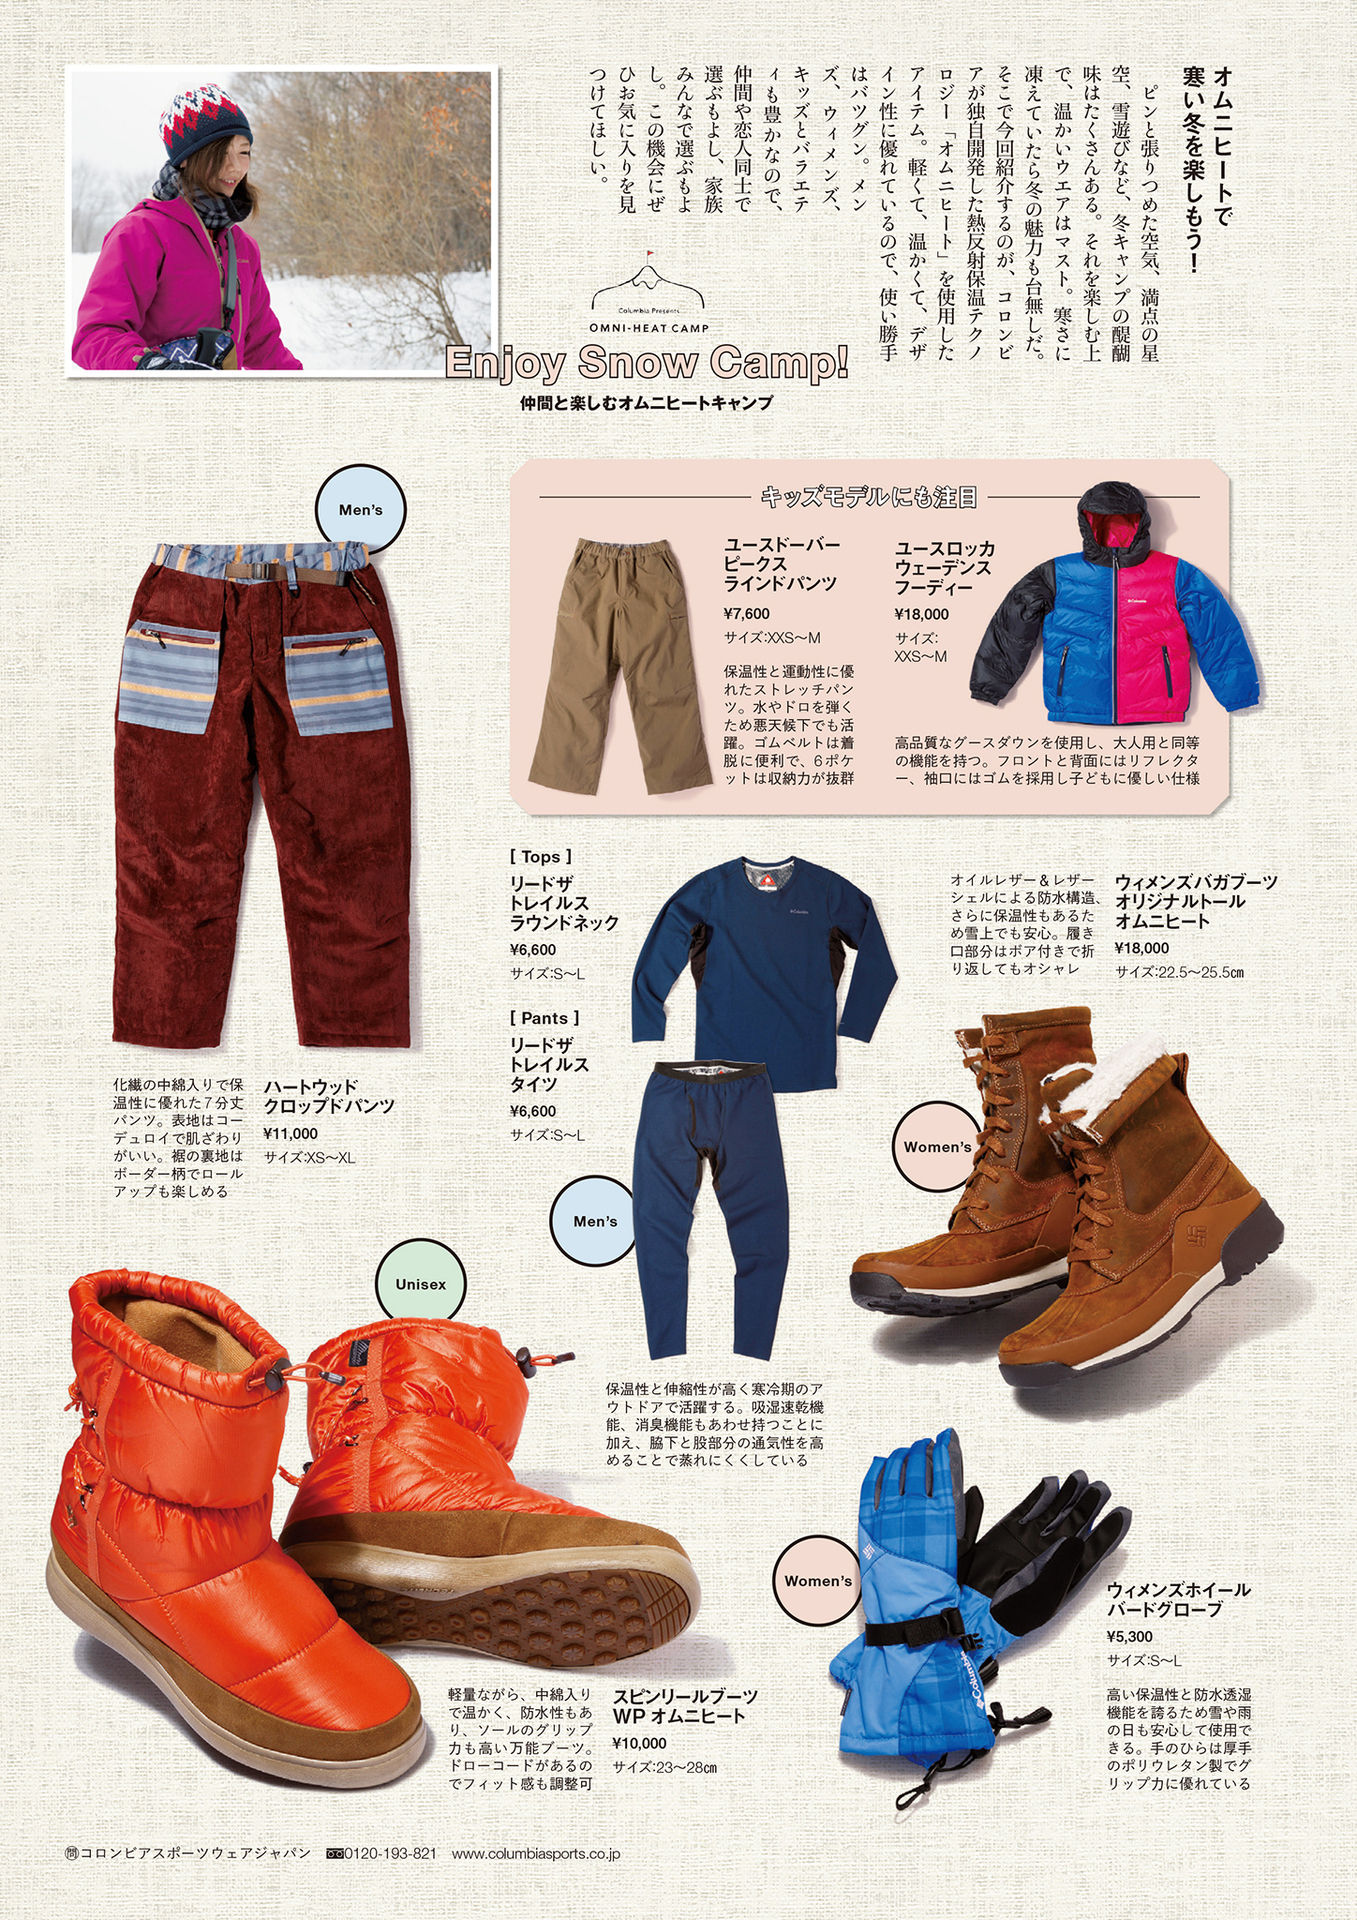 オムニヒートで
寒い冬を楽しもう！
ピンと張りつめた空気、満点の星
空、雪遊びなど、冬キャンプの醍醐
味はたくさんある。それを楽しむ上
で、温かいウエアはマスト。寒さに
凍えていたら冬の魅力も台無しだ。
そこで今回紹介するのが、コロンビ
アが独自開発した熱反射保温テクノ
ロジー「オムニヒート」を使用した
アイテム。軽くて、温かくて、デザ
イン性に優れているので、使い勝手
はバツグン。メン
ズ、ウィメンズ、
キッズとバラエテ
ィも豊かなので、
仲間や恋人同士で
選ぶもよし、家族
みんなで選ぶもよ
し。この機会にぜ
ひお気に入りを見
つけてほしい。
Columbia Presents
OMNI-HEAT CAMP
Enjoy Snow Camp!
仲間と楽しむオムニヒートキャンプ
Men's
キッズモデルにも注目
ユースドーバー
ピークス
ラインドパンツ
¥7,600
サイズ:XXS〜M
保温性と運動性に優
れたストレッチパン
ツ。水やドロを弾く
ため悪天候下でも活
躍。ゴムベルトは着
脱に便利で、6ポケ
ットは収納力が抜群
ユースロッカ
ウェーデンス
フーディー
¥18,000
サイズ:
XXS〜M
Columbia
高品質なグースダウンを使用し、大人用と同等
の機能を持つ。フロントと背面にはリフレクタ
ー、袖口にはゴムを採用し子どもに優しい仕様
化繊の中綿入りで保
温性に優れた7分丈
パンツ。表地はコー
デュロイで肌ざわり
がいい。裾の裏地は
ボーダー柄でロール
アップも楽しめる
ハートウッド
クロップドパンツ
¥11,000
サイズ:XS〜XL
[ Tops ]
リードザ
トレイルス
ラウンドネック
¥6,600
サイズ:S〜L
Columbia
[ Pants ]
リードザ
トレイルス
タイツ
¥6,600
サイズ:S〜L
Men's
保温性と伸縮性が高く寒冷期のア
ウトドアで活躍する。吸湿速乾機
能、消臭機能もあわせ持つことに
加え、脇下と股部分の通気性を高
めることで蒸れにくくしている
オイルレザー＆レザー
シェルによる防水構造、
さらに保温性もあるた
め雪上でも安心。履き
口部分はボア付きで折
り返してもオシャレ
ウィメンズバガブーツ
オリジナルトール
オムニヒート
¥18,000
サイズ:22.5〜25.5㎝
Women's
Unisex
軽量ながら、中綿入り
で温かく、防水性もあ
り、ソールのグリップ
力も高い万能ブーツ。
ドローコードがあるの
でフィット感も調整可
スピンリールブーツ
WP オムニヒート
¥10,000
サイズ:23〜28㎝
Women's
Columbia
ウィメンズホイール
バードグローブ
¥5,300
サイズ:S〜L
高い保温性と防水透湿
機能を誇るため雪や雨
の日も安心して使用で
きる。手のひらは厚手
のポリウレタン製でグ
リップ力に優れている
㉄コロンビアスポーツウェアジャパン 0120-193-821 www.columbiasports.co.jp